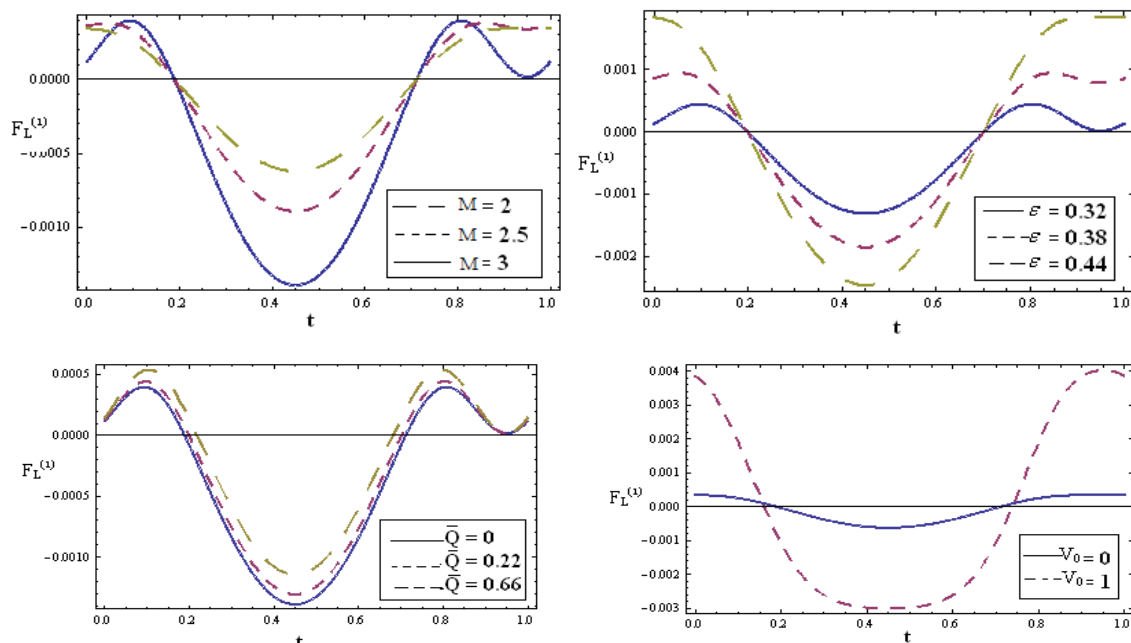 0.0000
F_L^(1)
-0.0005
-0.0010
M = 2
M = 2.5
M = 3
0.0 0.2 0.4 0.6 0.8 1.0
t
0.001
0.000
F_L^(1)
-0.001
-0.002
ε = 0.32
ε = 0.38
ε = 0.44
0.0 0.2 0.4 0.6 0.8 1.0
t
0.0005
0.0000
F_L^(1)
-0.0005
-0.0010
Q̄ = 0
Q̄ = 0.22
Q̄ = 0.66
0.0 0.2 0.4 0.6 0.8 1.0
t
0.004
0.003
0.002
0.001
F_L^(1)
0.000
-0.001
-0.002
-0.003
V₀ = 0
V₀ = 1
0.0 0.2 0.4 0.6 0.8 1.0
t